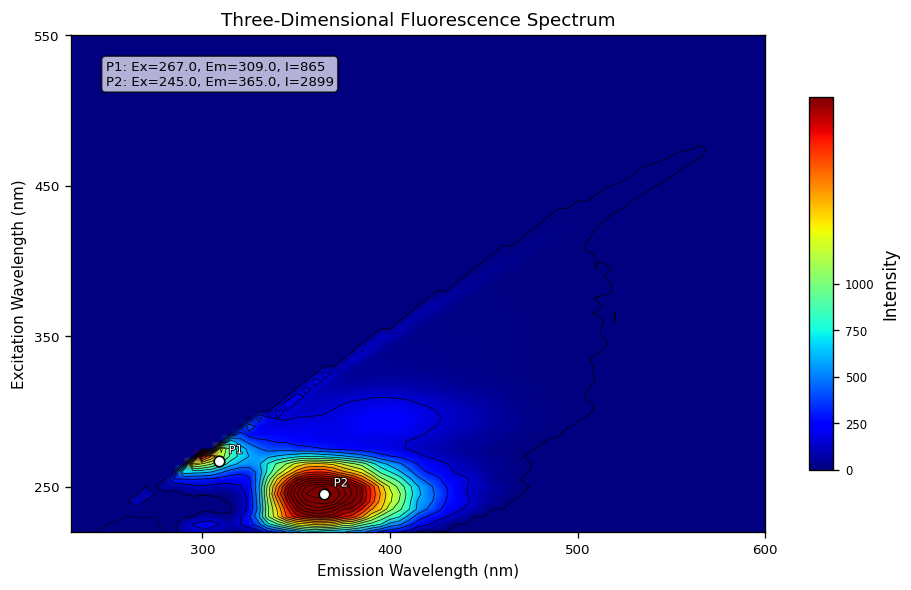 Three-Dimensional Fluorescence Spectrum
P1: Ex=267.0, Em=309.0, I=865
P2: Ex=245.0, Em=365.0, I=2899
550
450
350
250
Excitation Wavelength (nm)
P1
P2
300
400
500
600
Emission Wavelength (nm)
1000
750
500
250
0
Intensity